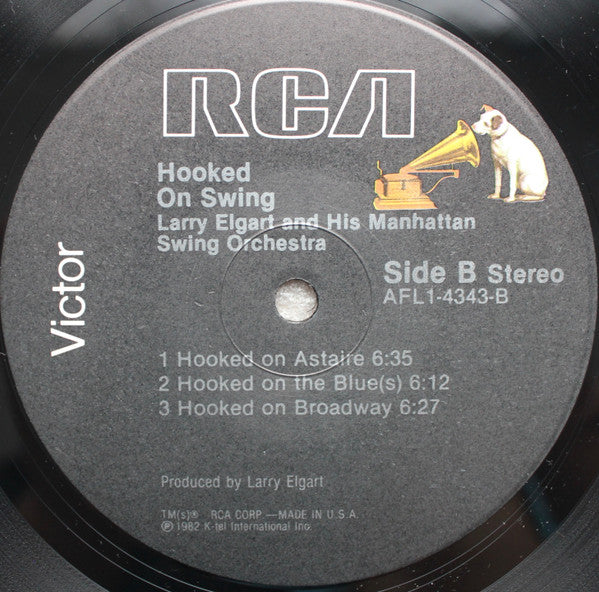 RCA
Hooked
On Swing
Larry Elgart and His Manhattan
Swing Orchestra
Victor
Side B Stereo
AFL1-4343-B
1 Hooked on Astaire 6:35
2 Hooked on the Blue(s) 6:12
3 Hooked on Broadway 6:27
Produced by Larry Elgart
TM(s)® RCA CORP.—MADE IN U.S.A.
℗ 1982 K-tel International Inc.